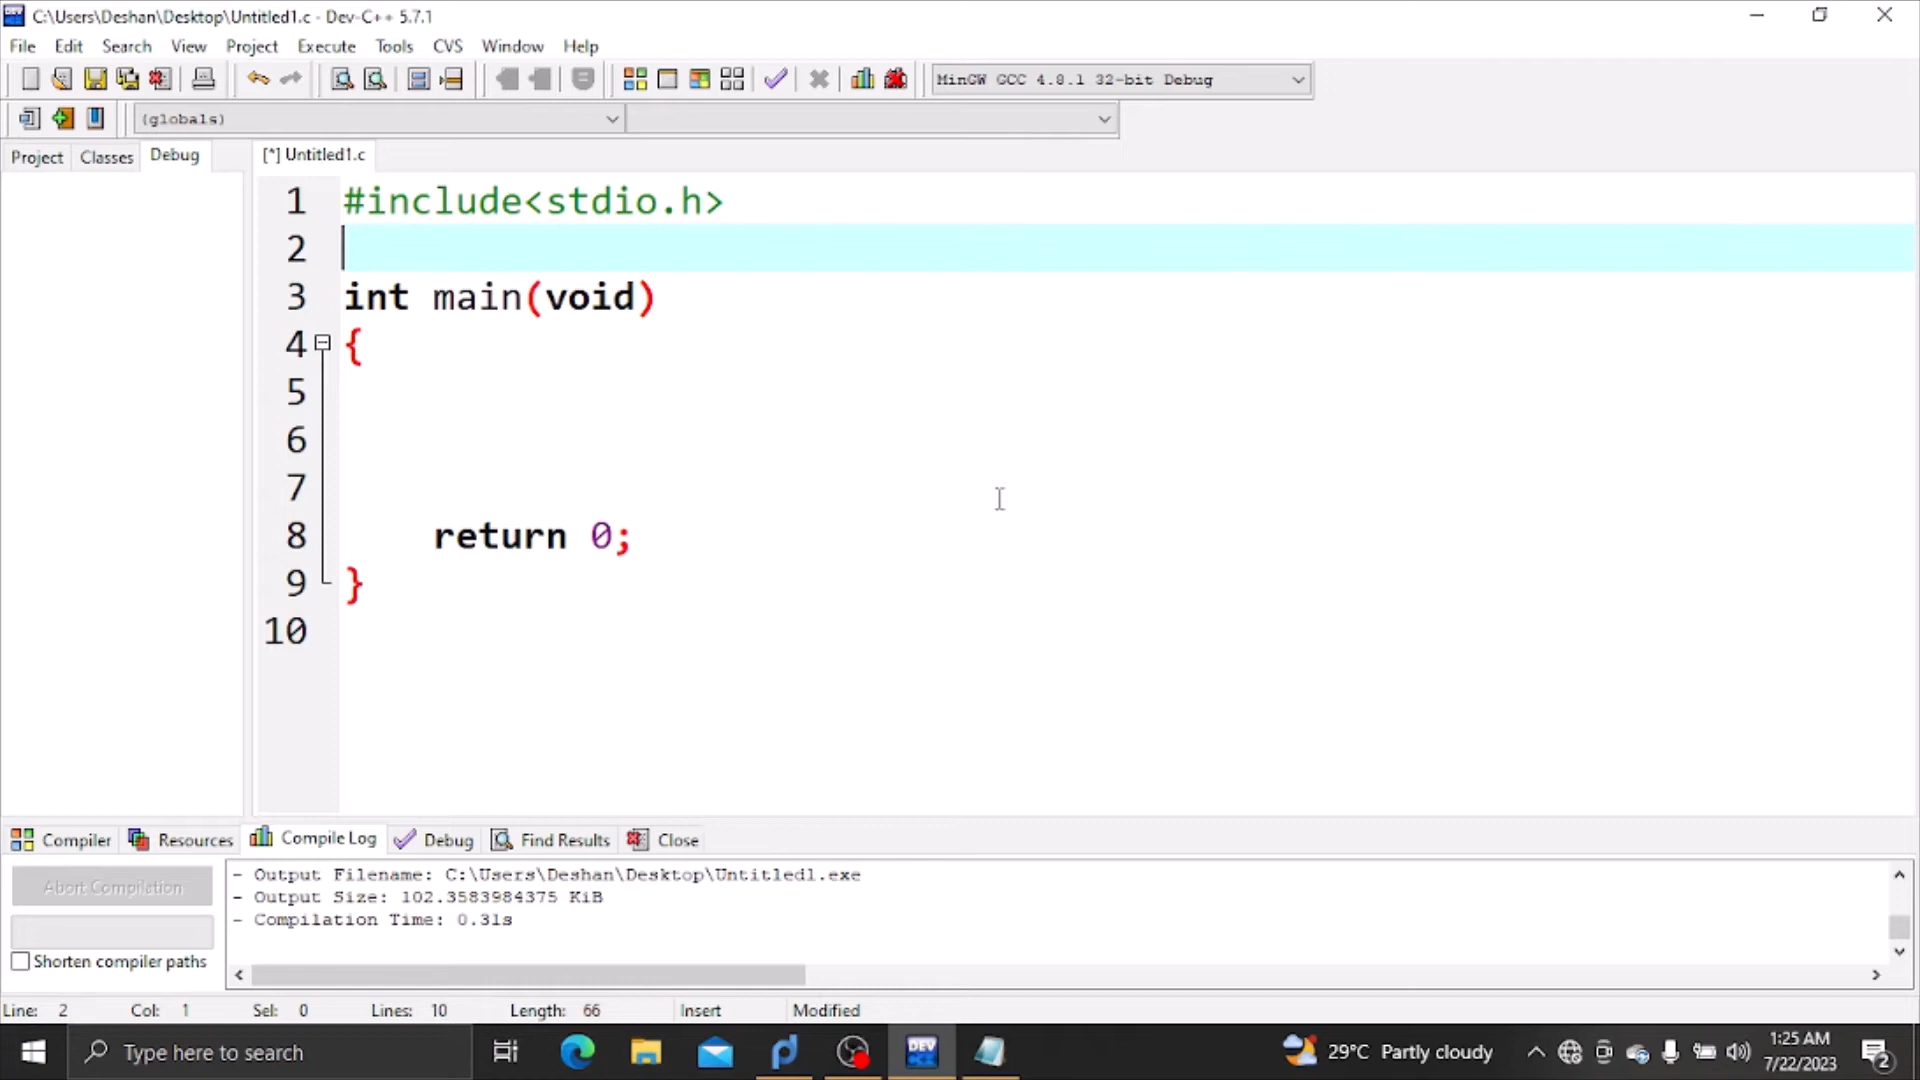 C:\Users\Deshan\Desktop\Untitled1.c - Dev-C++ 5.7.1
File Edit Search View Project Execute Tools CVS Window Help
MinGW GCC 4.8.1 32-bit Debug
(globals)
Project Classes Debug [*] Untitled1.c
1 #include<stdio.h>
2
3 int main(void)
4 {
5
6
7
8 return 0;
9 }
10
Compiler Resources Compile Log Debug Find Results Close
Abort Compilation
- Output Filename: C:\Users\Deshan\Desktop\Untitled1.exe
- Output Size: 102.3583984375 KiB
- Compilation Time: 0.31s
Shorten compiler paths
Line: 2 Col: 1 Sel: 0 Lines: 10 Length: 66 Insert Modified
Type here to search
DEV
29°C Partly cloudy
1:25 AM
7/22/2023
2